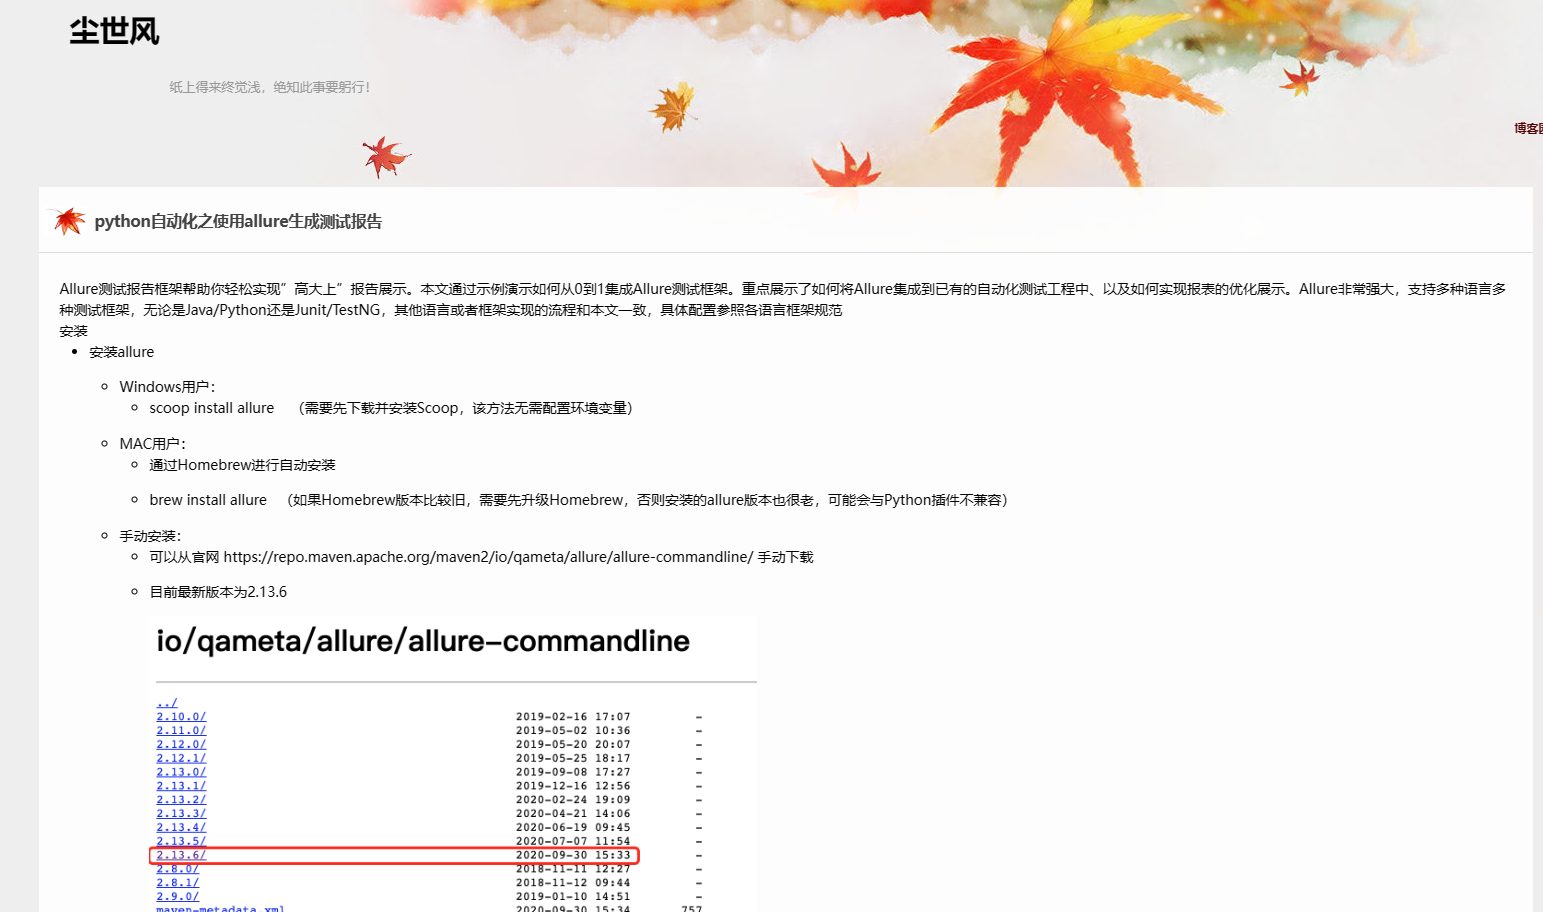 尘世风
纸上得来终觉浅，绝知此事要躬行！
博客
python自动化之使用allure生成测试报告
Allure测试报告框架帮助你轻松实现”高大上”报告展示。本文通过示例演示如何从0到1集成Allure测试框架。重点展示了如何将Allure集成到已有的自动化测试工程中、以及如何实现报表的优化展示。Allure非常强大，支持多种语言多
种测试框架，无论是Java/Python还是Junit/TestNG，其他语言或者框架实现的流程和本文一致，具体配置参照各语言框架规范
安装
安装allure
Windows用户：
scoop install allure （需要先下载并安装Scoop，该方法无需配置环境变量）
MAC用户：
通过Homebrew进行自动安装
brew install allure （如果Homebrew版本比较旧，需要先升级Homebrew，否则安装的allure版本也很老，可能会与Python插件不兼容）
手动安装：
可以从官网 https://repo.maven.apache.org/maven2/io/qameta/allure/allure-commandline/ 手动下载
目前最新版本为2.13.6
io/qameta/allure/allure-commandline
../
2.10.0/ 2019-02-16 17:07 -
2.11.0/ 2019-05-02 10:36 -
2.12.0/ 2019-05-20 20:07 -
2.12.1/ 2019-05-25 18:17 -
2.13.0/ 2019-09-08 17:27 -
2.13.1/ 2019-12-16 12:56 -
2.13.2/ 2020-02-24 19:09 -
2.13.3/ 2020-04-21 14:06 -
2.13.4/ 2020-06-19 09:45 -
2.13.5/ 2020-07-07 11:54 -
2.13.6/ 2020-09-30 15:33 -
2.8.0/ 2018-11-11 12:27 -
2.8.1/ 2018-11-12 09:44 -
2.9.0/ 2019-01-10 14:51 -
maven-metadata.xml 2020-09-30 15:34 757